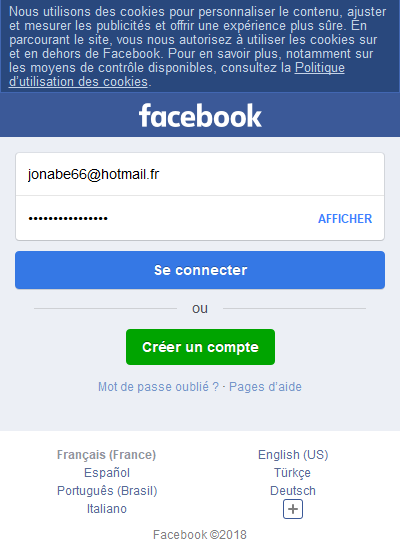 Nous utilisons des cookies pour personnaliser le contenu, ajuster
et mesurer les publicités et offrir une expérience plus sûre. En
parcourant le site, vous nous autorisez à utiliser les cookies sur
et en dehors de Facebook. Pour en savoir plus, notamment sur
les moyens de contrôle disponibles, consultez la Politique
d'utilisation des cookies.
facebook
jonabe66@hotmail.fr
•••••••••••••••• AFFICHER
Se connecter
ou
Créer un compte
Mot de passe oublié ? · Pages d'aide
Français (France) English (US)
Español Türkçe
Português (Brasil) Deutsch
Italiano +
Facebook ©2018